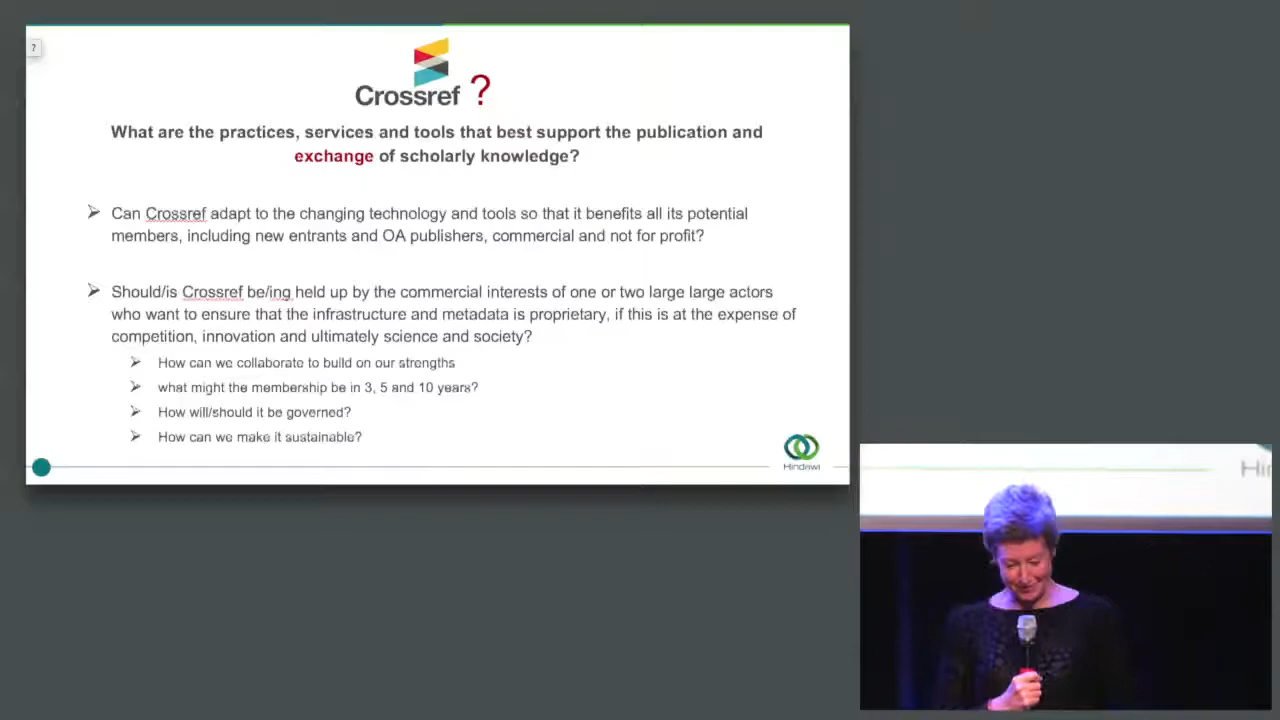 ?
Crossref ?
What are the practices, services and tools that best support the publication and
exchange of scholarly knowledge?
Can Crossref adapt to the changing technology and tools so that it benefits all its potential
members, including new entrants and OA publishers, commercial and not for profit?
Should/is Crossref be/ing held up by the commercial interests of one or two large large actors
who want to ensure that the infrastructure and metadata is proprietary, if this is at the expense of
competition, innovation and ultimately science and society?
How can we collaborate to build on our strengths
what might the membership be in 3, 5 and 10 years?
How will/should it be governed?
How can we make it sustainable?
Hindawi
Hi